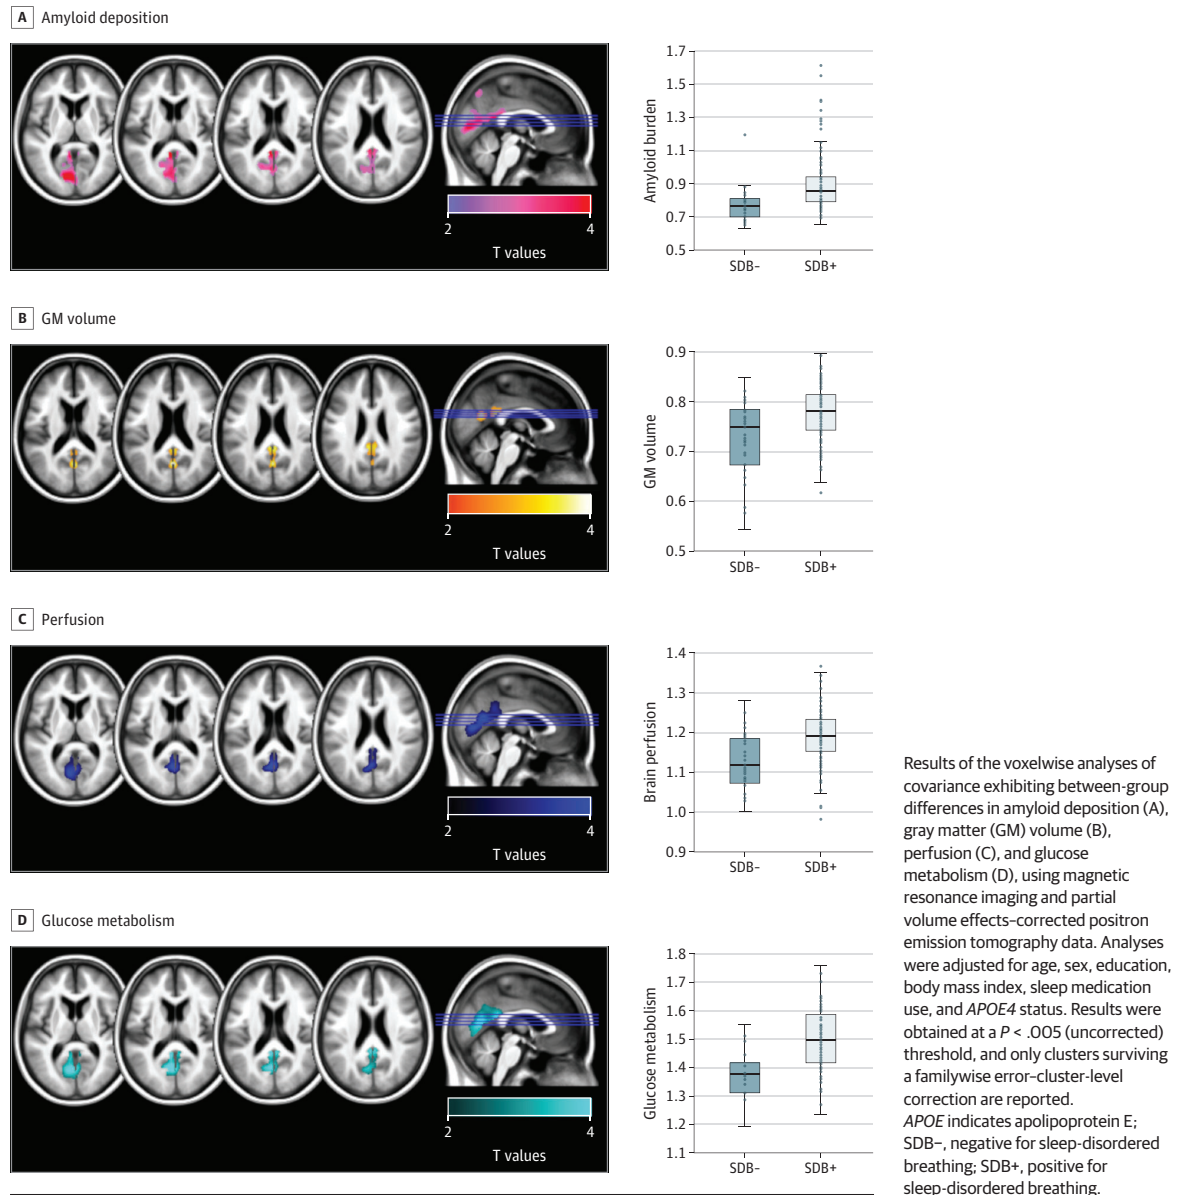 A Amyloid deposition
2 4
T values
Amyloid burden
1.7
1.5
1.3
1.1
0.9
0.7
0.5
SDB- SDB+
B GM volume
2 4
T values
GM volume
0.9
0.8
0.7
0.6
0.5
SDB- SDB+
C Perfusion
2 4
T values
Brain perfusion
1.4
1.3
1.2
1.1
1.0
0.9
SDB- SDB+
D Glucose metabolism
2 4
T values
Glucose metabolism
1.8
1.7
1.6
1.5
1.4
1.3
1.2
1.1
SDB- SDB+
Results of the voxelwise analyses of
covariance exhibiting between-group
differences in amyloid deposition (A),
gray matter (GM) volume (B),
perfusion (C), and glucose
metabolism (D), using magnetic
resonance imaging and partial
volume effects–corrected positron
emission tomography data. Analyses
were adjusted for age, sex, education,
body mass index, sleep medication
use, and APOE4 status. Results were
obtained at a P < .005 (uncorrected)
threshold, and only clusters surviving
a familywise error–cluster-level
correction are reported.
APOE indicates apolipoprotein E;
SDB−, negative for sleep-disordered
breathing; SDB+, positive for
sleep-disordered breathing.